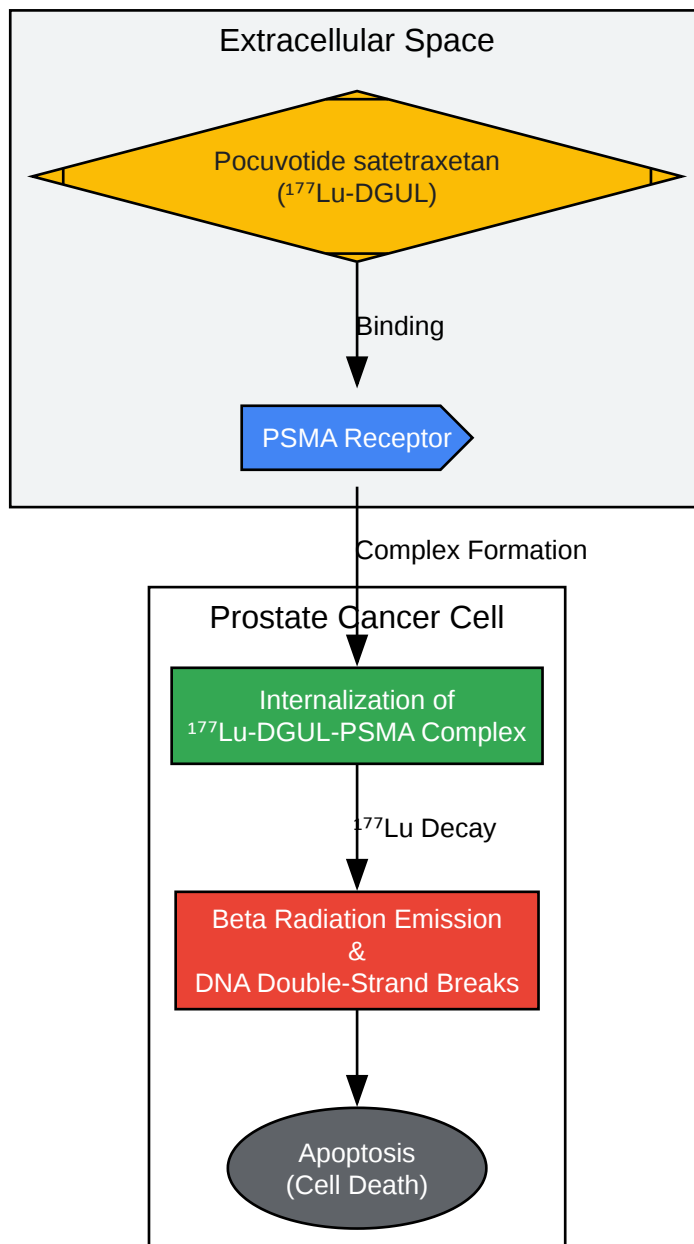 Extracellular Space
Pocuvotide satetraxetan
(¹⁷⁷Lu-DGUL)
Binding
PSMA Receptor
Complex Formation
Prostate Cancer Cell
Internalization of
¹⁷⁷Lu-DGUL-PSMA Complex
¹⁷⁷Lu Decay
Beta Radiation Emission
&
DNA Double-Strand Breaks
Apoptosis
(Cell Death)